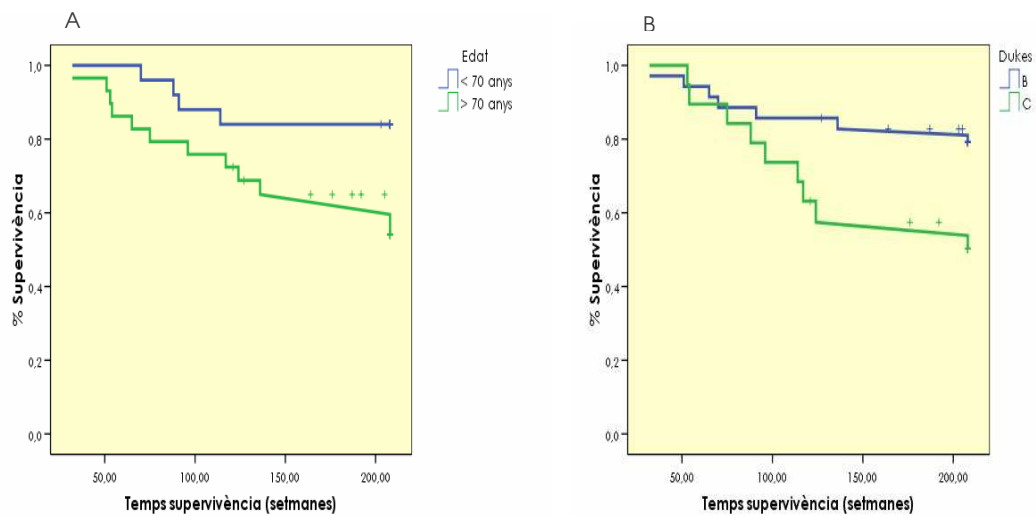 A
Edat
< 70 anys
> 70 anys
% Supervivència
1,0
0,8
0,6
0,4
0,2
0,0
50,00 100,00 150,00 200,00
Temps supervivència (setmanes)
B
Dukes
B
C
% Supervivència
1,0
0,8
0,6
0,4
0,2
0,0
50,00 100,00 150,00 200,00
Temps supervivència (setmanes)